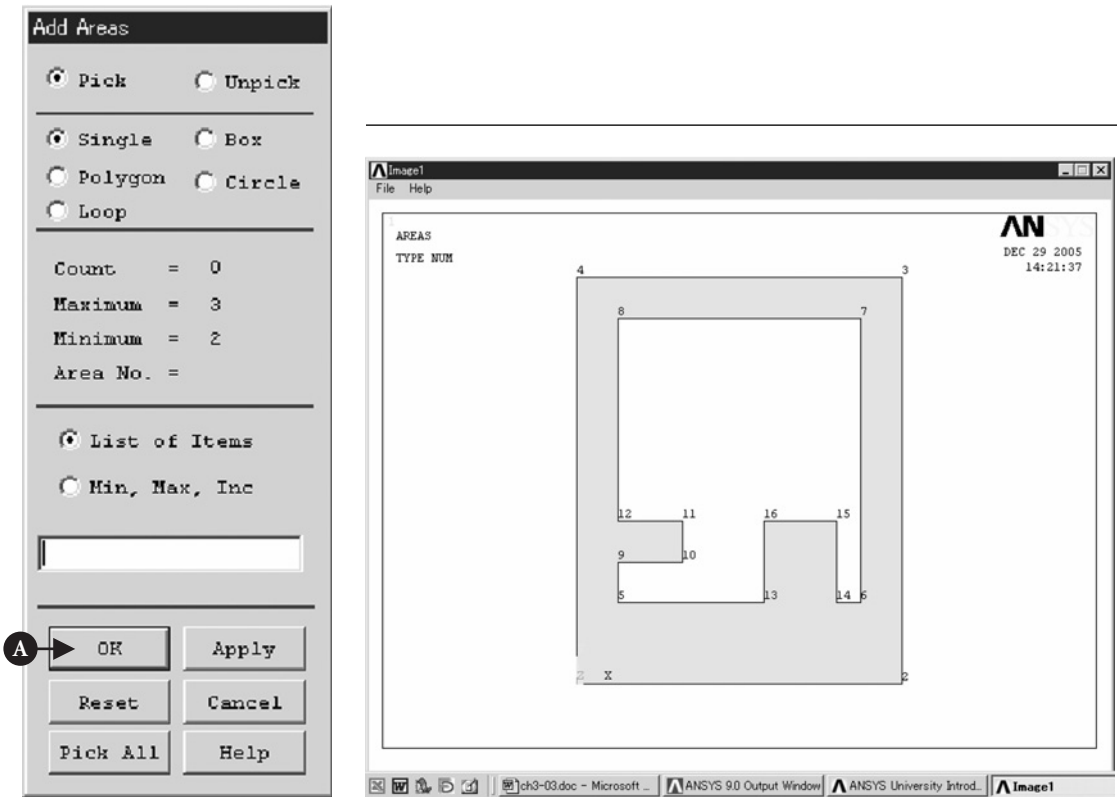 Add Areas
Pick Unpick
Single Box
Polygon Circle
Loop
Count = 0
Maximum = 3
Minimum = 2
Area No. =
List of Items
Min, Max, Inc
A
OK Apply
Reset Cancel
Pick All Help
Image1
File Help
1
AREAS
TYPE NUM
ANSYS
DEC 29 2005
14:21:37
4 3
8 7
12 11 16 15
9 10
5 13 14 6
Z X 2
ch3-03.doc - Microsoft ... ANSYS 9.0 Output Window ANSYS University Introd... Image1